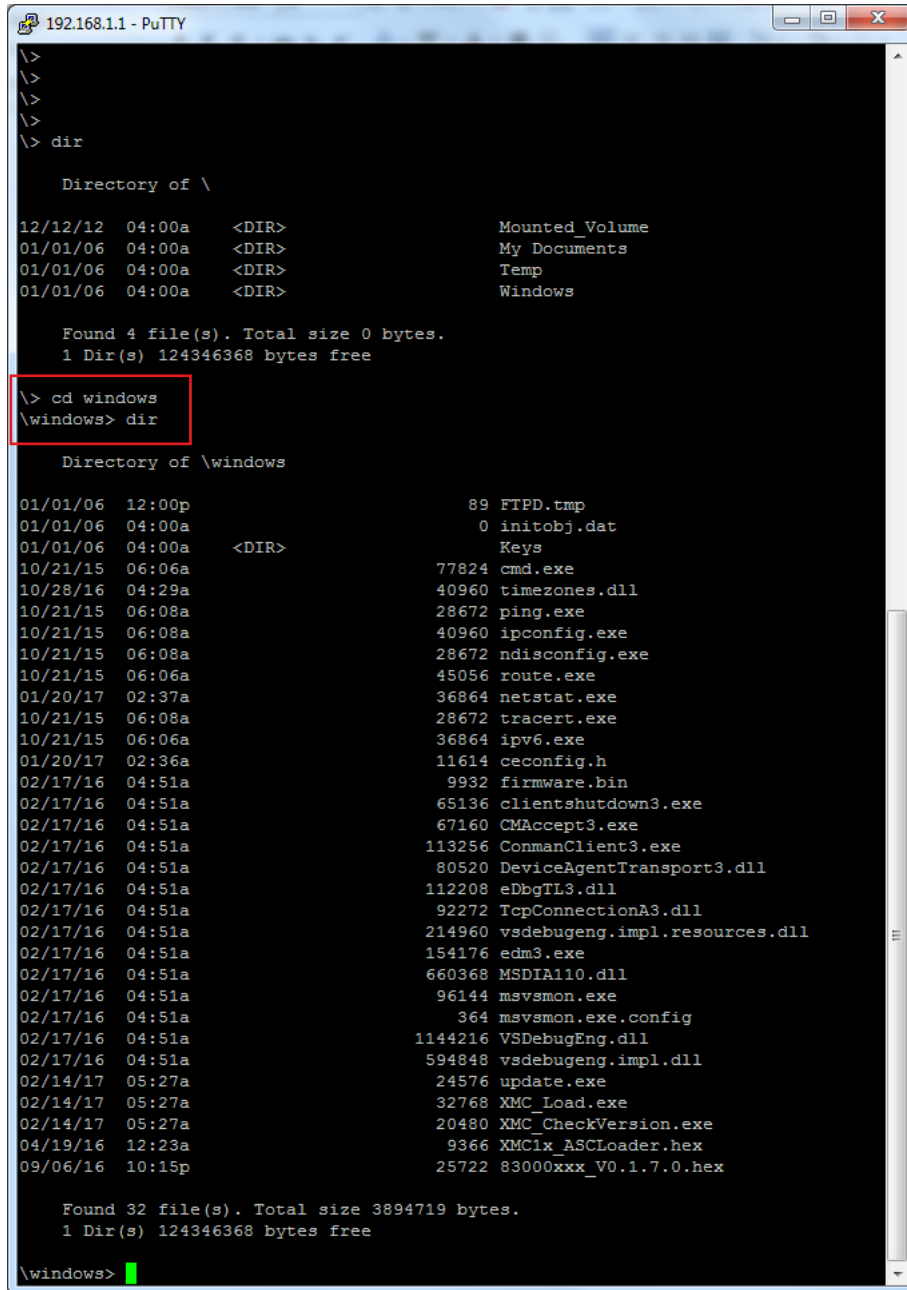 192.168.1.1 - PuTTY
\>
\>
\>
\>
\> dir
Directory of \
12/12/12 04:00a <DIR> Mounted_Volume
01/01/06 04:00a <DIR> My Documents
01/01/06 04:00a <DIR> Temp
01/01/06 04:00a <DIR> Windows
Found 4 file(s). Total size 0 bytes.
1 Dir(s) 124346368 bytes free
\> cd windows
\windows> dir
Directory of \windows
01/01/06 12:00p 89 FTPD.tmp
01/01/06 04:00a 0 initobj.dat
01/01/06 04:00a <DIR> Keys
10/21/15 06:06a 77824 cmd.exe
10/28/16 04:29a 40960 timezones.dll
10/21/15 06:08a 28672 ping.exe
10/21/15 06:08a 40960 ipconfig.exe
10/21/15 06:08a 28672 ndisconfig.exe
10/21/15 06:06a 45056 route.exe
01/20/17 02:37a 36864 netstat.exe
10/21/15 06:08a 28672 tracert.exe
10/21/15 06:06a 36864 ipv6.exe
01/20/17 02:36a 11614 ceconfig.h
02/17/16 04:51a 9932 firmware.bin
02/17/16 04:51a 65136 clientshutdown3.exe
02/17/16 04:51a 67160 CMAccept3.exe
02/17/16 04:51a 113256 ConmanClient3.exe
02/17/16 04:51a 80520 DeviceAgentTransport3.dll
02/17/16 04:51a 112208 eDbgTL3.dll
02/17/16 04:51a 92272 TcpConnectionA3.dll
02/17/16 04:51a 214960 vsdebugeng.impl.resources.dll
02/17/16 04:51a 154176 edm3.exe
02/17/16 04:51a 660368 MSDIA110.dll
02/17/16 04:51a 96144 msvsmon.exe
02/17/16 04:51a 364 msvsmon.exe.config
02/17/16 04:51a 1144216 VSDebugEng.dll
02/17/16 04:51a 594848 vsdebugeng.impl.dll
02/14/17 05:27a 24576 update.exe
02/14/17 05:27a 32768 XMC_Load.exe
02/14/17 05:27a 20480 XMC_CheckVersion.exe
04/19/16 12:23a 9366 XMC1x_ASCLoader.hex
09/06/16 10:15p 25722 83000xxx_V0.1.7.0.hex
Found 32 file(s). Total size 3894719 bytes.
1 Dir(s) 124346368 bytes free
\windows>